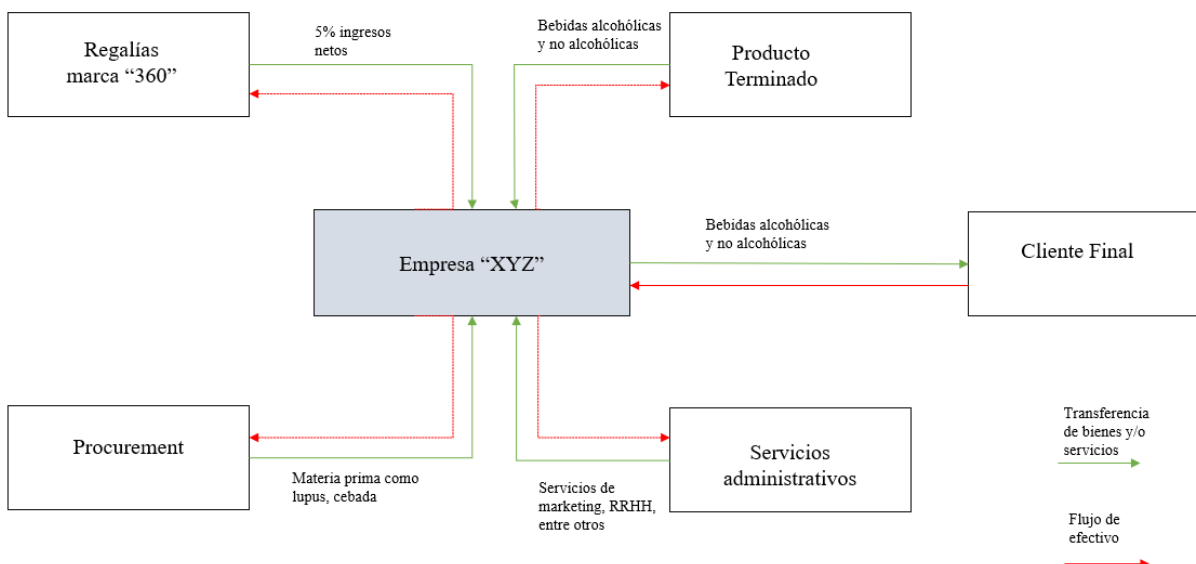 Regalías
marca “360”
5% ingresos
netos
Bebidas alcohólicas
y no alcohólicas
Producto
Terminado
Empresa “XYZ”
Bebidas alcohólicas
y no alcohólicas
Cliente Final
Procurement
Materia prima como
lupus, cebada
Servicios de
marketing, RRHH,
entre otros
Servicios
administrativos
Transferencia
de bienes y/o
servicios
Flujo de
efectivo